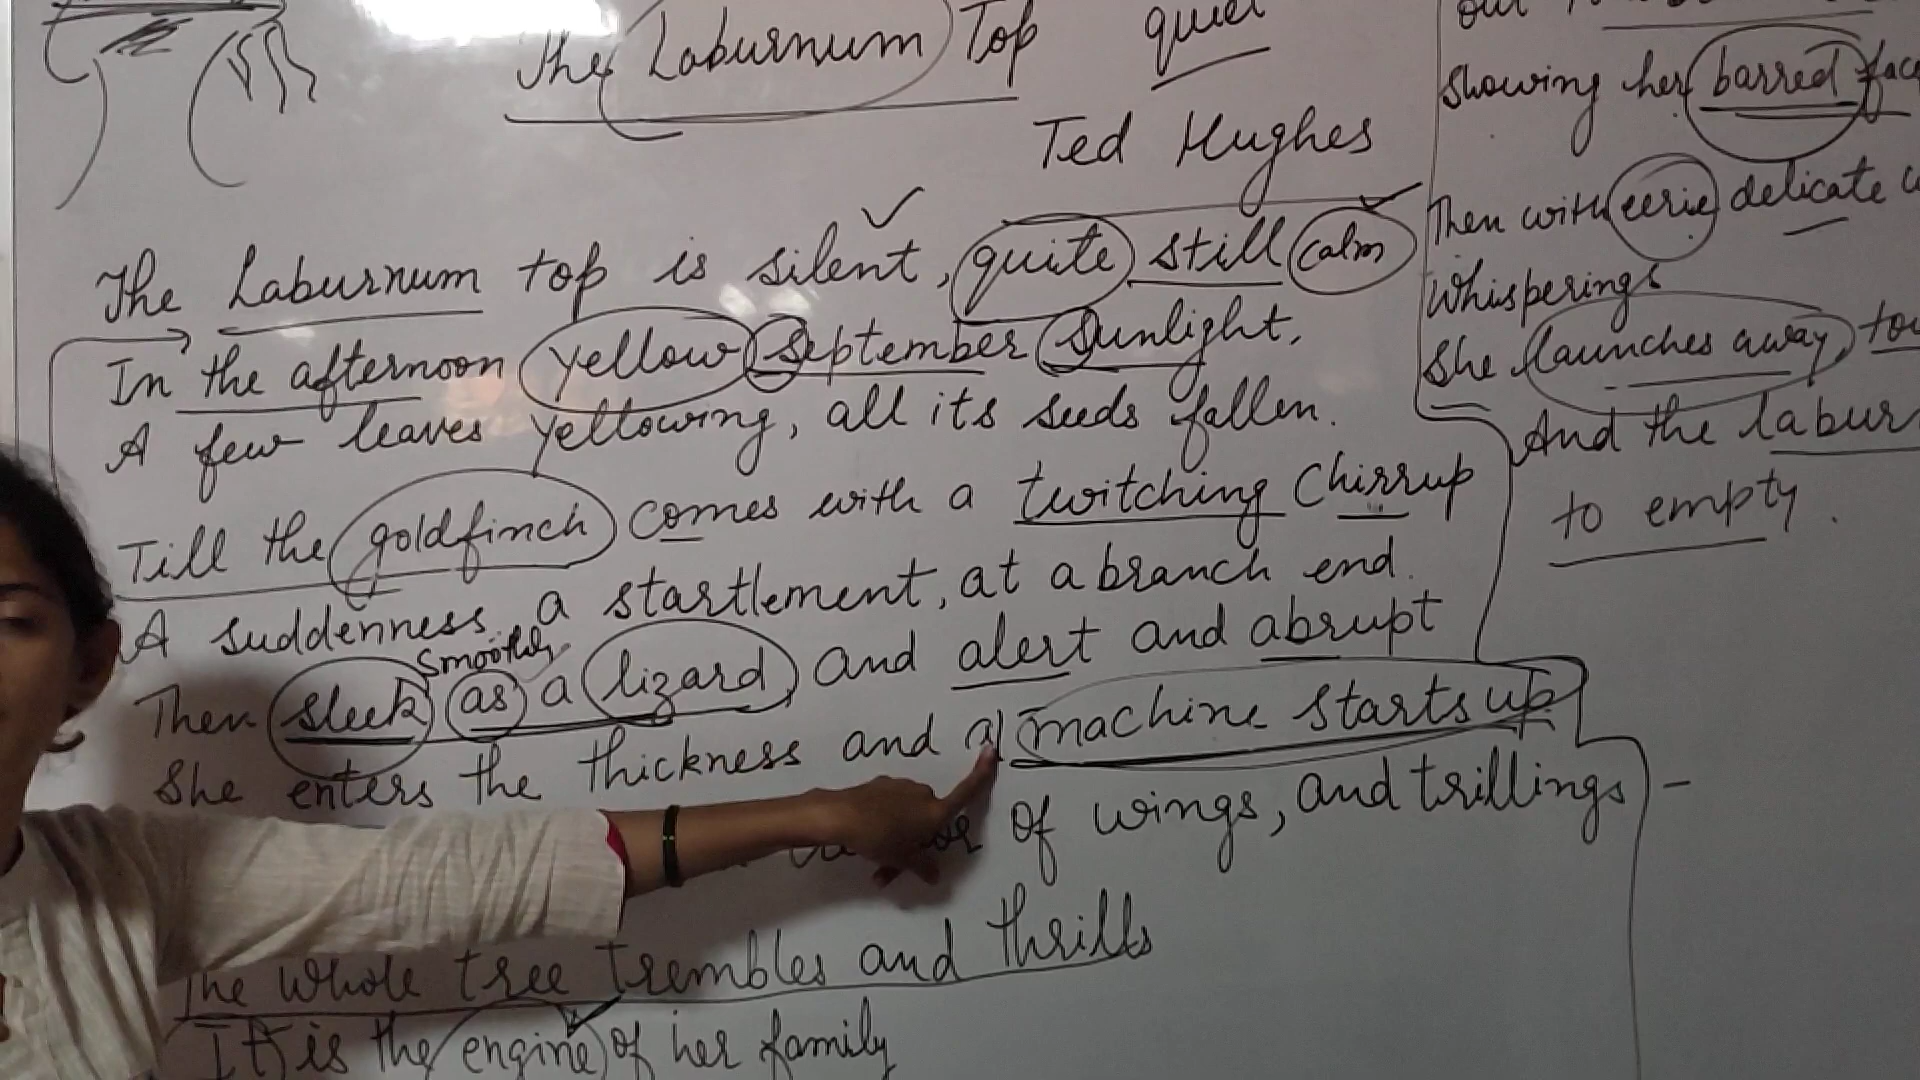 The Laburnum Top
quiet
Ted Hughes
The Laburnum top is silent, quite still calm
In the afternoon yellow September sunlight,
A few leaves yellowing, all its seeds fallen.
Till the goldfinch comes with a twitching Chirrup
A suddenness, a startlement, at a branch end.
smoothly
Then sleek as a lizard, and alert and abrupt
She enters the thickness and a machine starts up
of wings, and trillings -
The whole tree trembles and thrills
It is the engine of her family
Showing her barred face
Then with eerie delicate
Whisperings
She launches away,
And the
to empty.